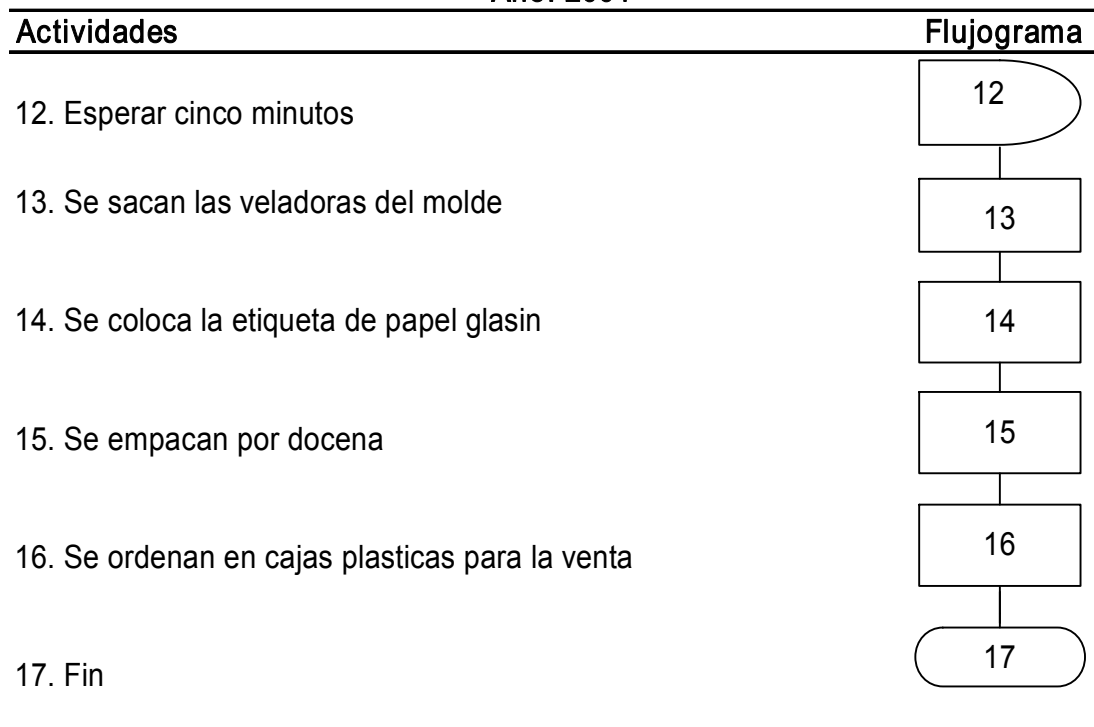 Actividades Flujograma
12. Esperar cinco minutos 12
13. Se sacan las veladoras del molde 13
14. Se coloca la etiqueta de papel glasin 14
15. Se empacan por docena 15
16. Se ordenan en cajas plasticas para la venta 16
17. Fin 17